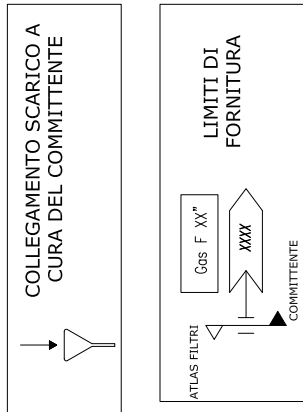 COLLEGAMENTO SCARICO A
CURA DEL COMMITTENTE
LIMITI DI
FORNITURA
Gas F XX"
XXXX
ATLAS FILTRI
COMMITTENTE